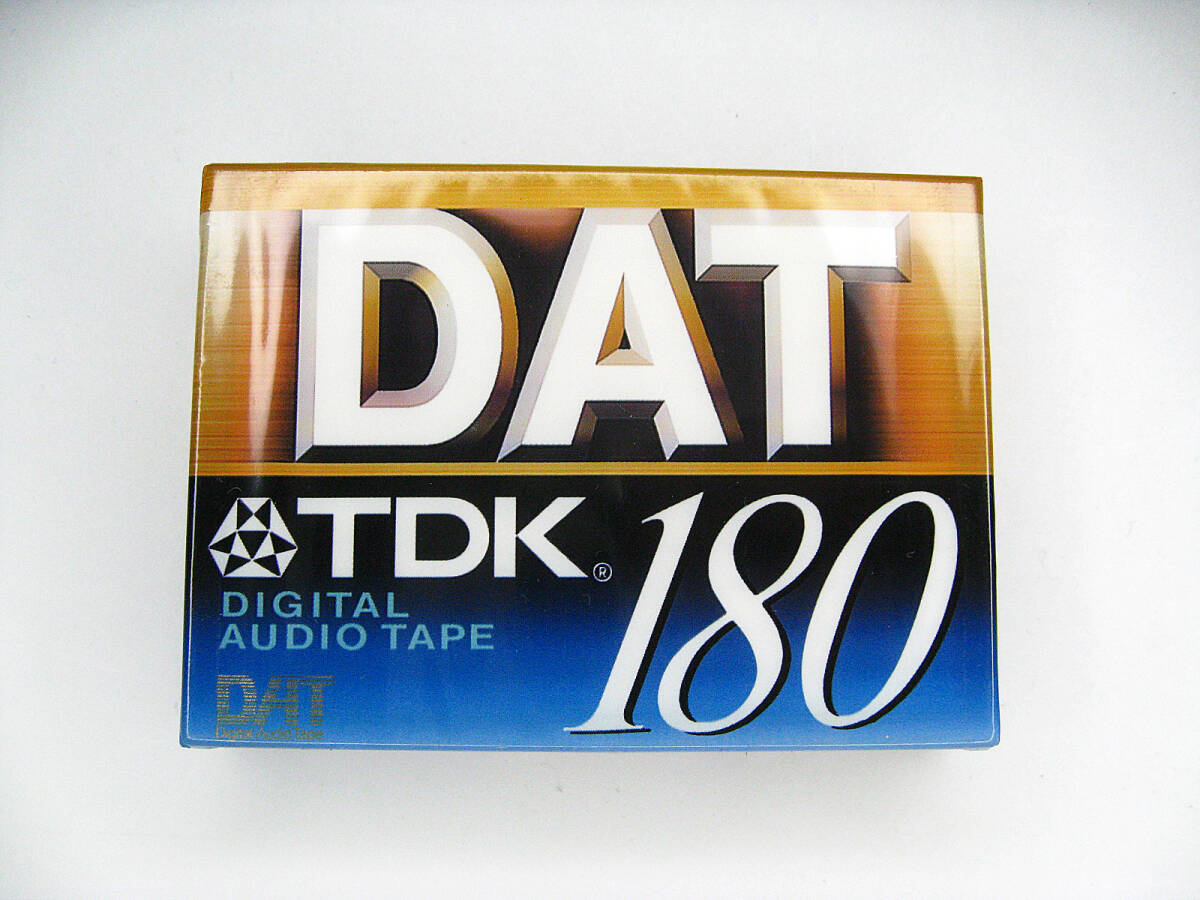 DAT
TDK®
180
DIGITAL
AUDIO TAPE
DAT
Digital Audio Tape